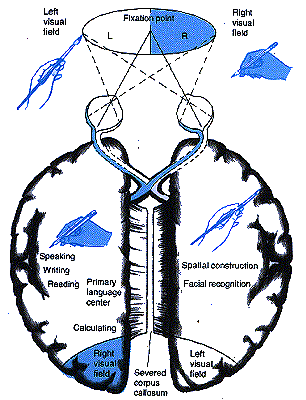 Left
visual
field
Fixation point
Right
visual
field
L
R
Speaking
Writing
Reading
Primary
language
center
Calculating
Spatial construction
Facial recognition
Right
visual
field
Left
visual
field
Severed
corpus
callosum